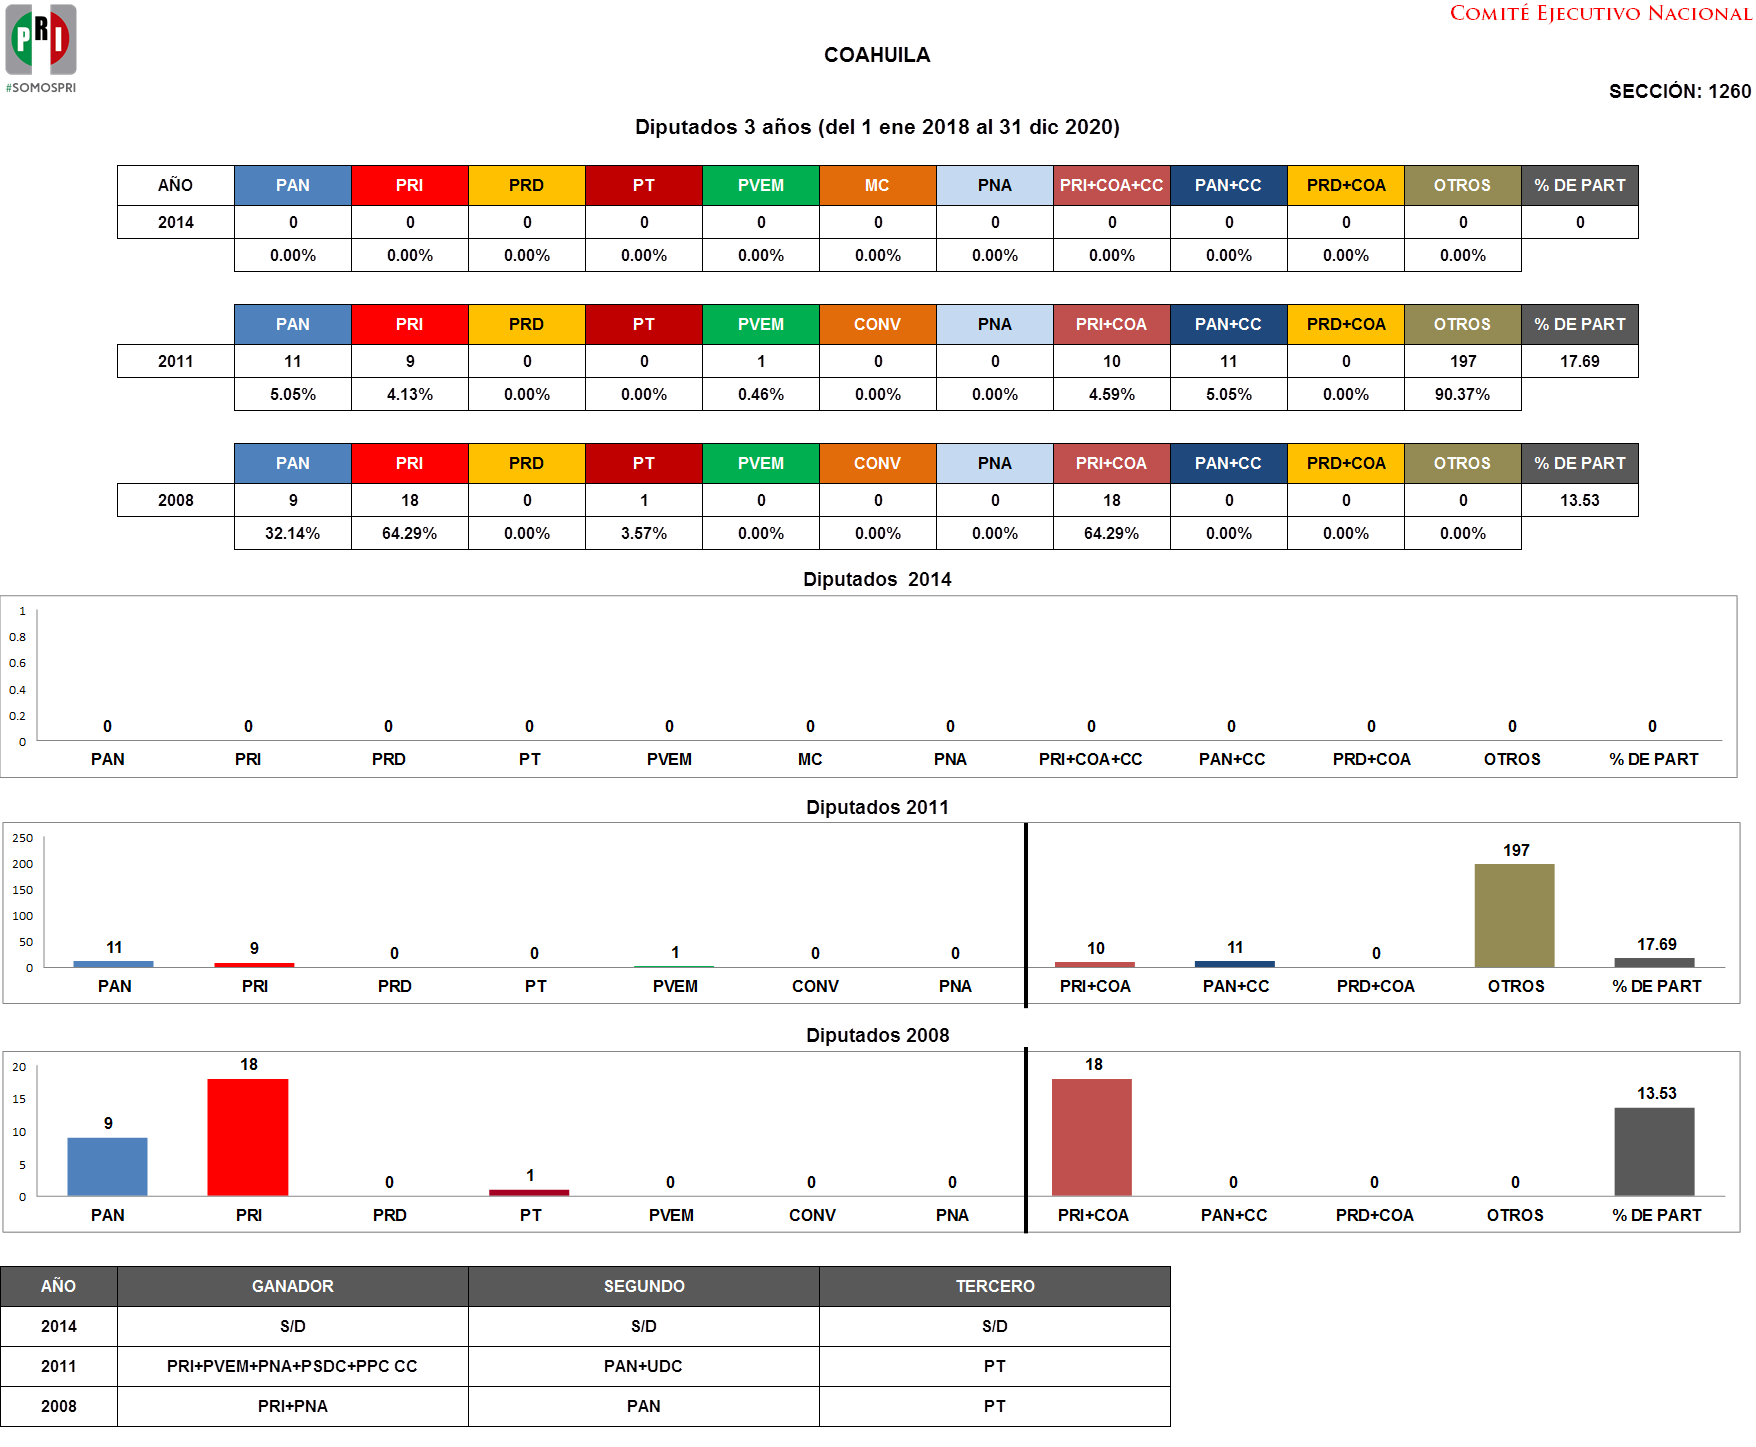 PRI
#SOMOSPRI
COMITÉ EJECUTIVO NACIONAL
COAHUILA
SECCIÓN: 1260
Diputados 3 años (del 1 ene 2018 al 31 dic 2020)
AÑO PAN PRI PRD PT PVEM MC PNA PRI+COA+CC PAN+CC PRD+COA OTROS % DE PART
2014 0 0 0 0 0 0 0 0 0 0 0 0
0.00% 0.00% 0.00% 0.00% 0.00% 0.00% 0.00% 0.00% 0.00% 0.00% 0.00%
PAN PRI PRD PT PVEM CONV PNA PRI+COA PAN+CC PRD+COA OTROS % DE PART
2011 11 9 0 0 1 0 0 10 11 0 197 17.69
5.05% 4.13% 0.00% 0.00% 0.46% 0.00% 0.00% 4.59% 5.05% 0.00% 90.37%
PAN PRI PRD PT PVEM CONV PNA PRI+COA PAN+CC PRD+COA OTROS % DE PART
2008 9 18 0 1 0 0 0 18 0 0 0 13.53
32.14% 64.29% 0.00% 3.57% 0.00% 0.00% 0.00% 64.29% 0.00% 0.00% 0.00%
Diputados 2014
1
0.8
0.6
0.4
0.2
0
0 0 0 0 0 0 0 0 0 0 0 0
PAN PRI PRD PT PVEM MC PNA PRI+COA+CC PAN+CC PRD+COA OTROS % DE PART
Diputados 2011
250
200
150
100
50
0
11 9 0 0 1 0 0 10 11 0 197 17.69
PAN PRI PRD PT PVEM CONV PNA PRI+COA PAN+CC PRD+COA OTROS % DE PART
Diputados 2008
20
15
10
5
0
9 18 0 1 0 0 0 18 0 0 0 13.53
PAN PRI PRD PT PVEM CONV PNA PRI+COA PAN+CC PRD+COA OTROS % DE PART
AÑO GANADOR SEGUNDO TERCERO
2014 S/D S/D S/D
2011 PRI+PVEM+PNA+PSDC+PPC CC PAN+UDC PT
2008 PRI+PNA PAN PT